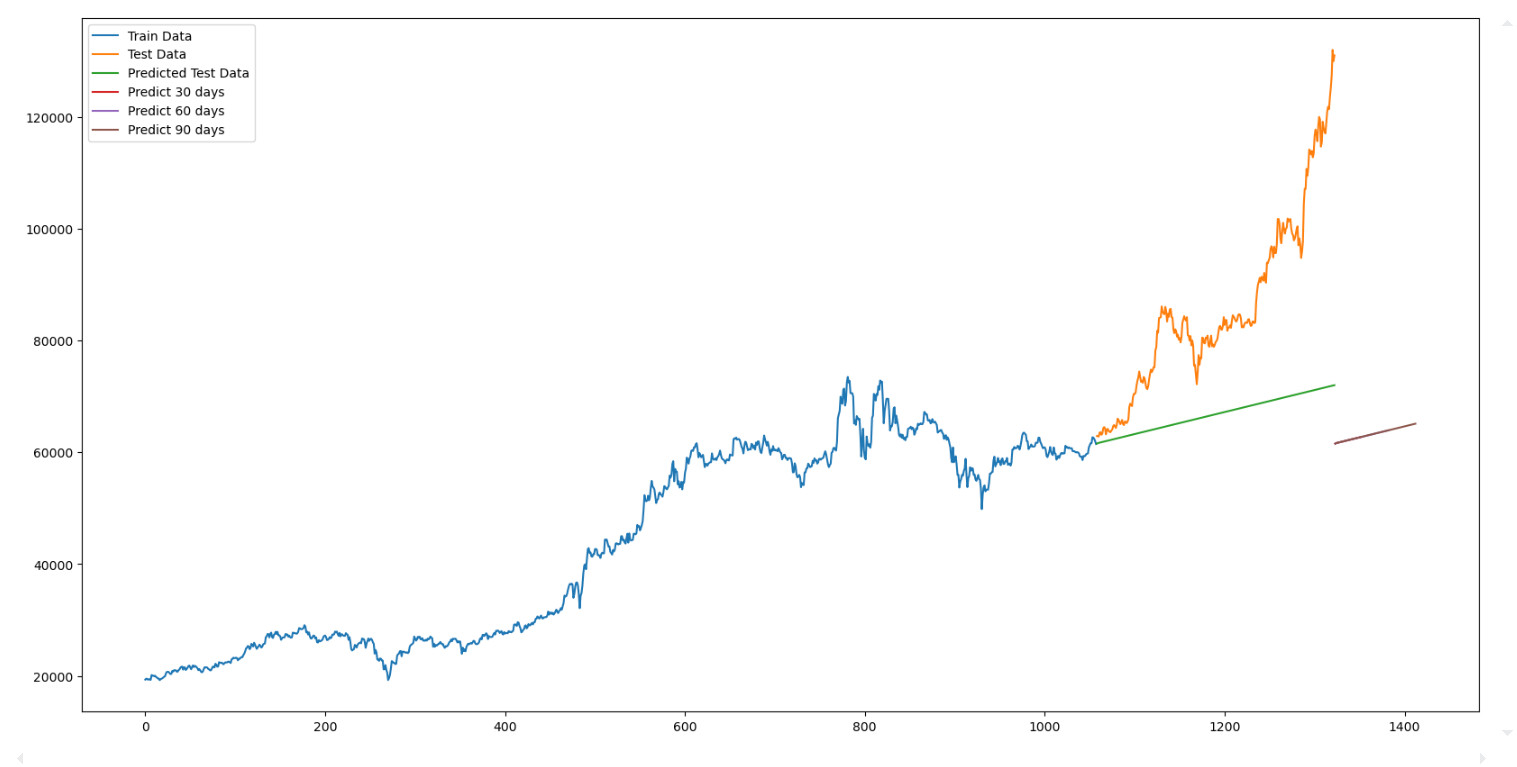 Train Data
Test Data
Predicted Test Data
Predict 30 days
Predict 60 days
Predict 90 days
120000
100000
80000
60000
40000
20000
0 200 400 600 800 1000 1200 1400